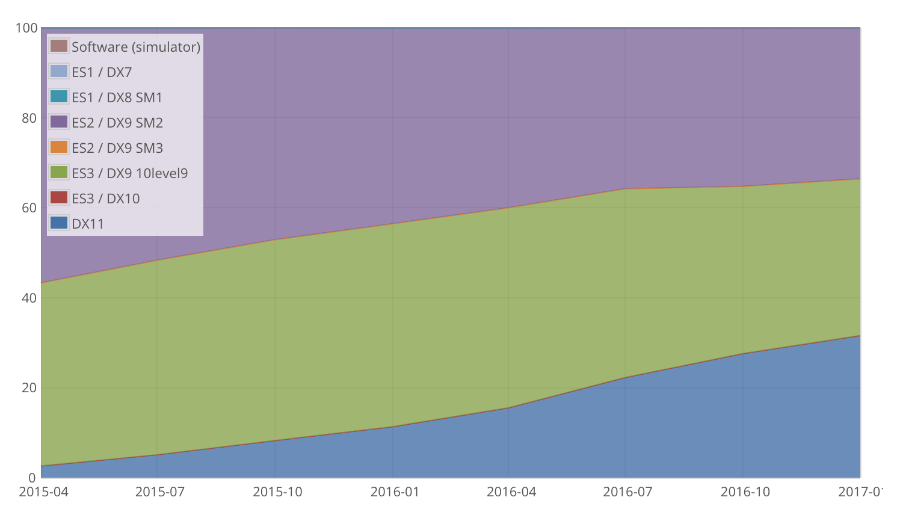 100
80
60
40
20
0
Software (simulator)
ES1 / DX7
ES1 / DX8 SM1
ES2 / DX9 SM2
ES2 / DX9 SM3
ES3 / DX9 10level9
ES3 / DX10
DX11
2015-04 2015-07 2015-10 2016-01 2016-04 2016-07 2016-10